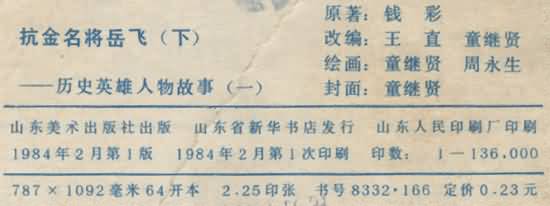 抗金名将岳飞（下）
——历史英雄人物故事（一）
原著：钱 彩
改编：王 直 童继贤
绘画：童继贤 周永生
封面：童继贤
山东美术出版社出版 山东省新华书店发行 山东人民印刷厂印刷
1984年2月第1版 1984年2月第1次印刷 印数：1—136.000
787×1092毫米64开本 2.25印张 书号8332·166 定价0.23元